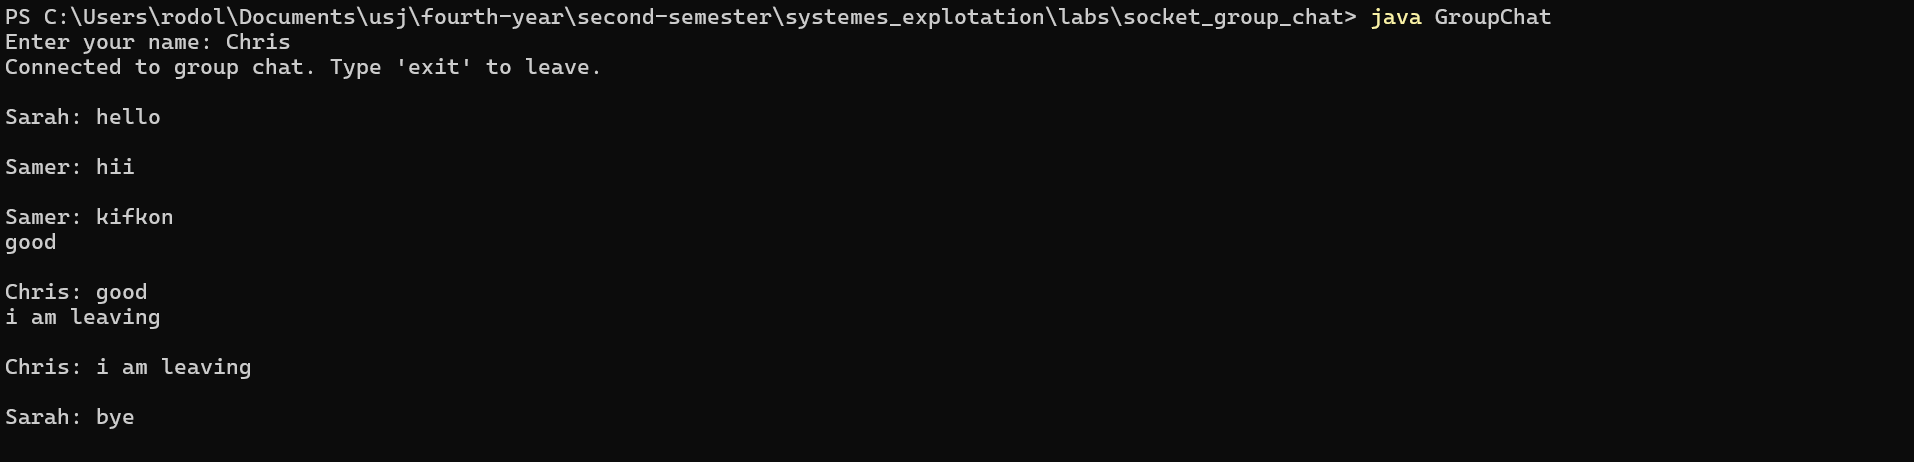 PS C:\Users\rodol\Documents\usj\fourth-year\second-semester\systemes_explotation\labs\socket_group_chat> java GroupChat
Enter your name: Chris
Connected to group chat. Type 'exit' to leave.
Sarah: hello
Samer: hii
Samer: kifkon
good
Chris: good
i am leaving
Chris: i am leaving
Sarah: bye